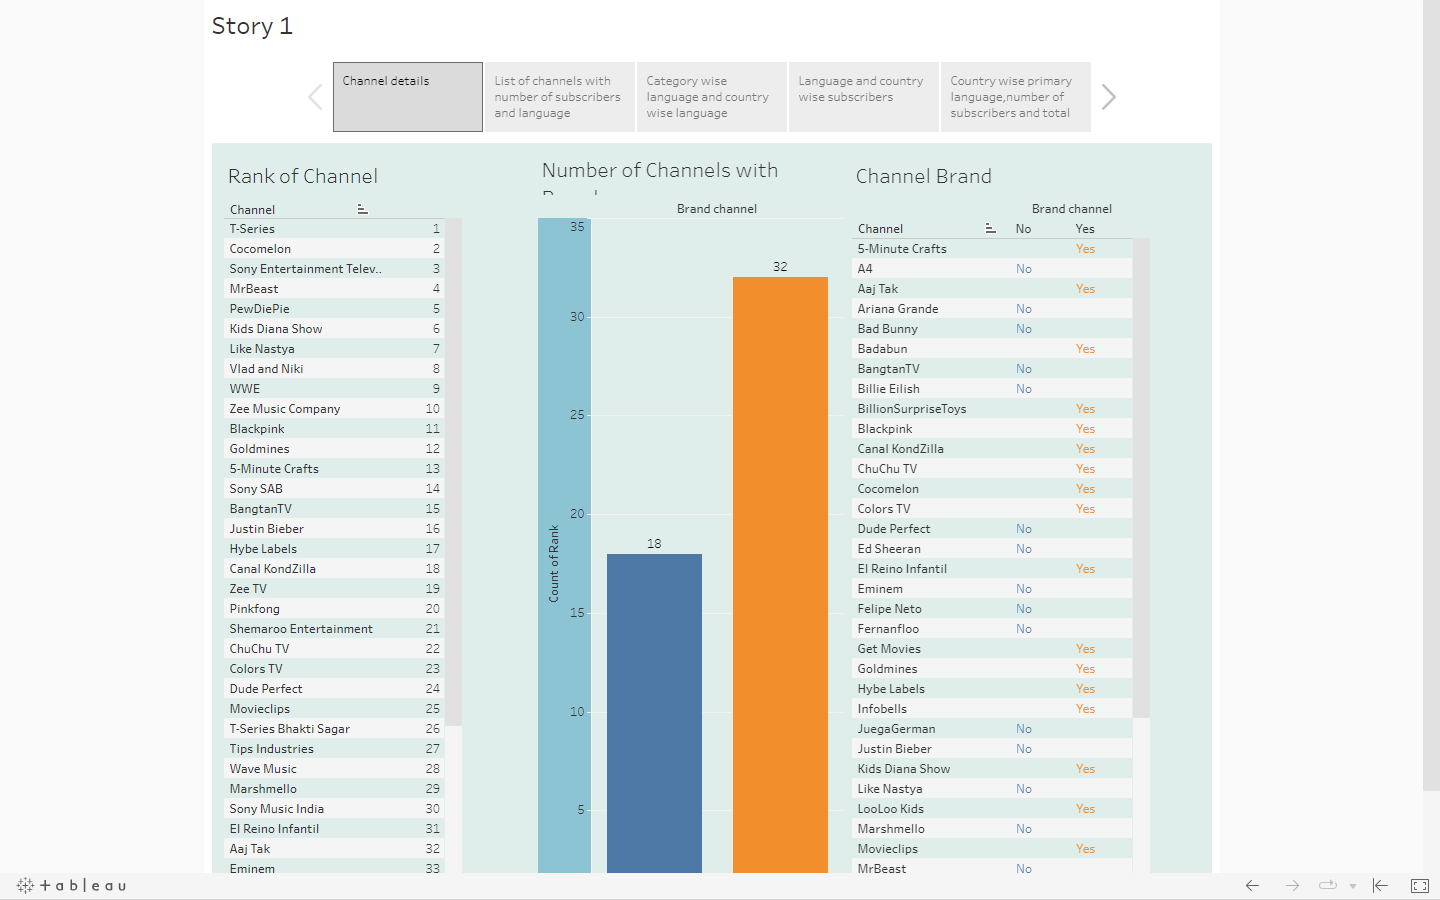 Story 1
Channel details
List of channels with
number of subscribers
and language
Category wise
language and country
wise language
Language and country
wise subscribers
Country wise primary
language,number of
subscribers and total
Rank of Channel
Channel
T-Series 1
Cocomelon 2
Sony Entertainment Telev.. 3
MrBeast 4
PewDiePie 5
Kids Diana Show 6
Like Nastya 7
Vlad and Niki 8
WWE 9
Zee Music Company 10
Blackpink 11
Goldmines 12
5-Minute Crafts 13
Sony SAB 14
BangtanTV 15
Justin Bieber 16
Hybe Labels 17
Canal KondZilla 18
Zee TV 19
Pinkfong 20
Shemaroo Entertainment 21
ChuChu TV 22
Colors TV 23
Dude Perfect 24
Movieclips 25
T-Series Bhakti Sagar 26
Tips Industries 27
Wave Music 28
Marshmello 29
Sony Music India 30
El Reino Infantil 31
Aaj Tak 32
Eminem 33
Number of Channels with
Brand channel
35
30
25
20
15
10
5
Count of Rank
18
32
Channel Brand
Brand channel
Channel No Yes
5-Minute Crafts Yes
A4 No
Aaj Tak Yes
Ariana Grande No
Bad Bunny No
Badabun Yes
BangtanTV No
Billie Eilish No
BillionSurpriseToys Yes
Blackpink Yes
Canal KondZilla Yes
ChuChu TV Yes
Cocomelon Yes
Colors TV Yes
Dude Perfect No
Ed Sheeran No
El Reino Infantil Yes
Eminem No
Felipe Neto No
Fernanfloo No
Get Movies Yes
Goldmines Yes
Hybe Labels Yes
Infobells Yes
JuegaGerman No
Justin Bieber No
Kids Diana Show Yes
Like Nastya No
LooLoo Kids Yes
Marshmello No
Movieclips Yes
MrBeast No
+ableau